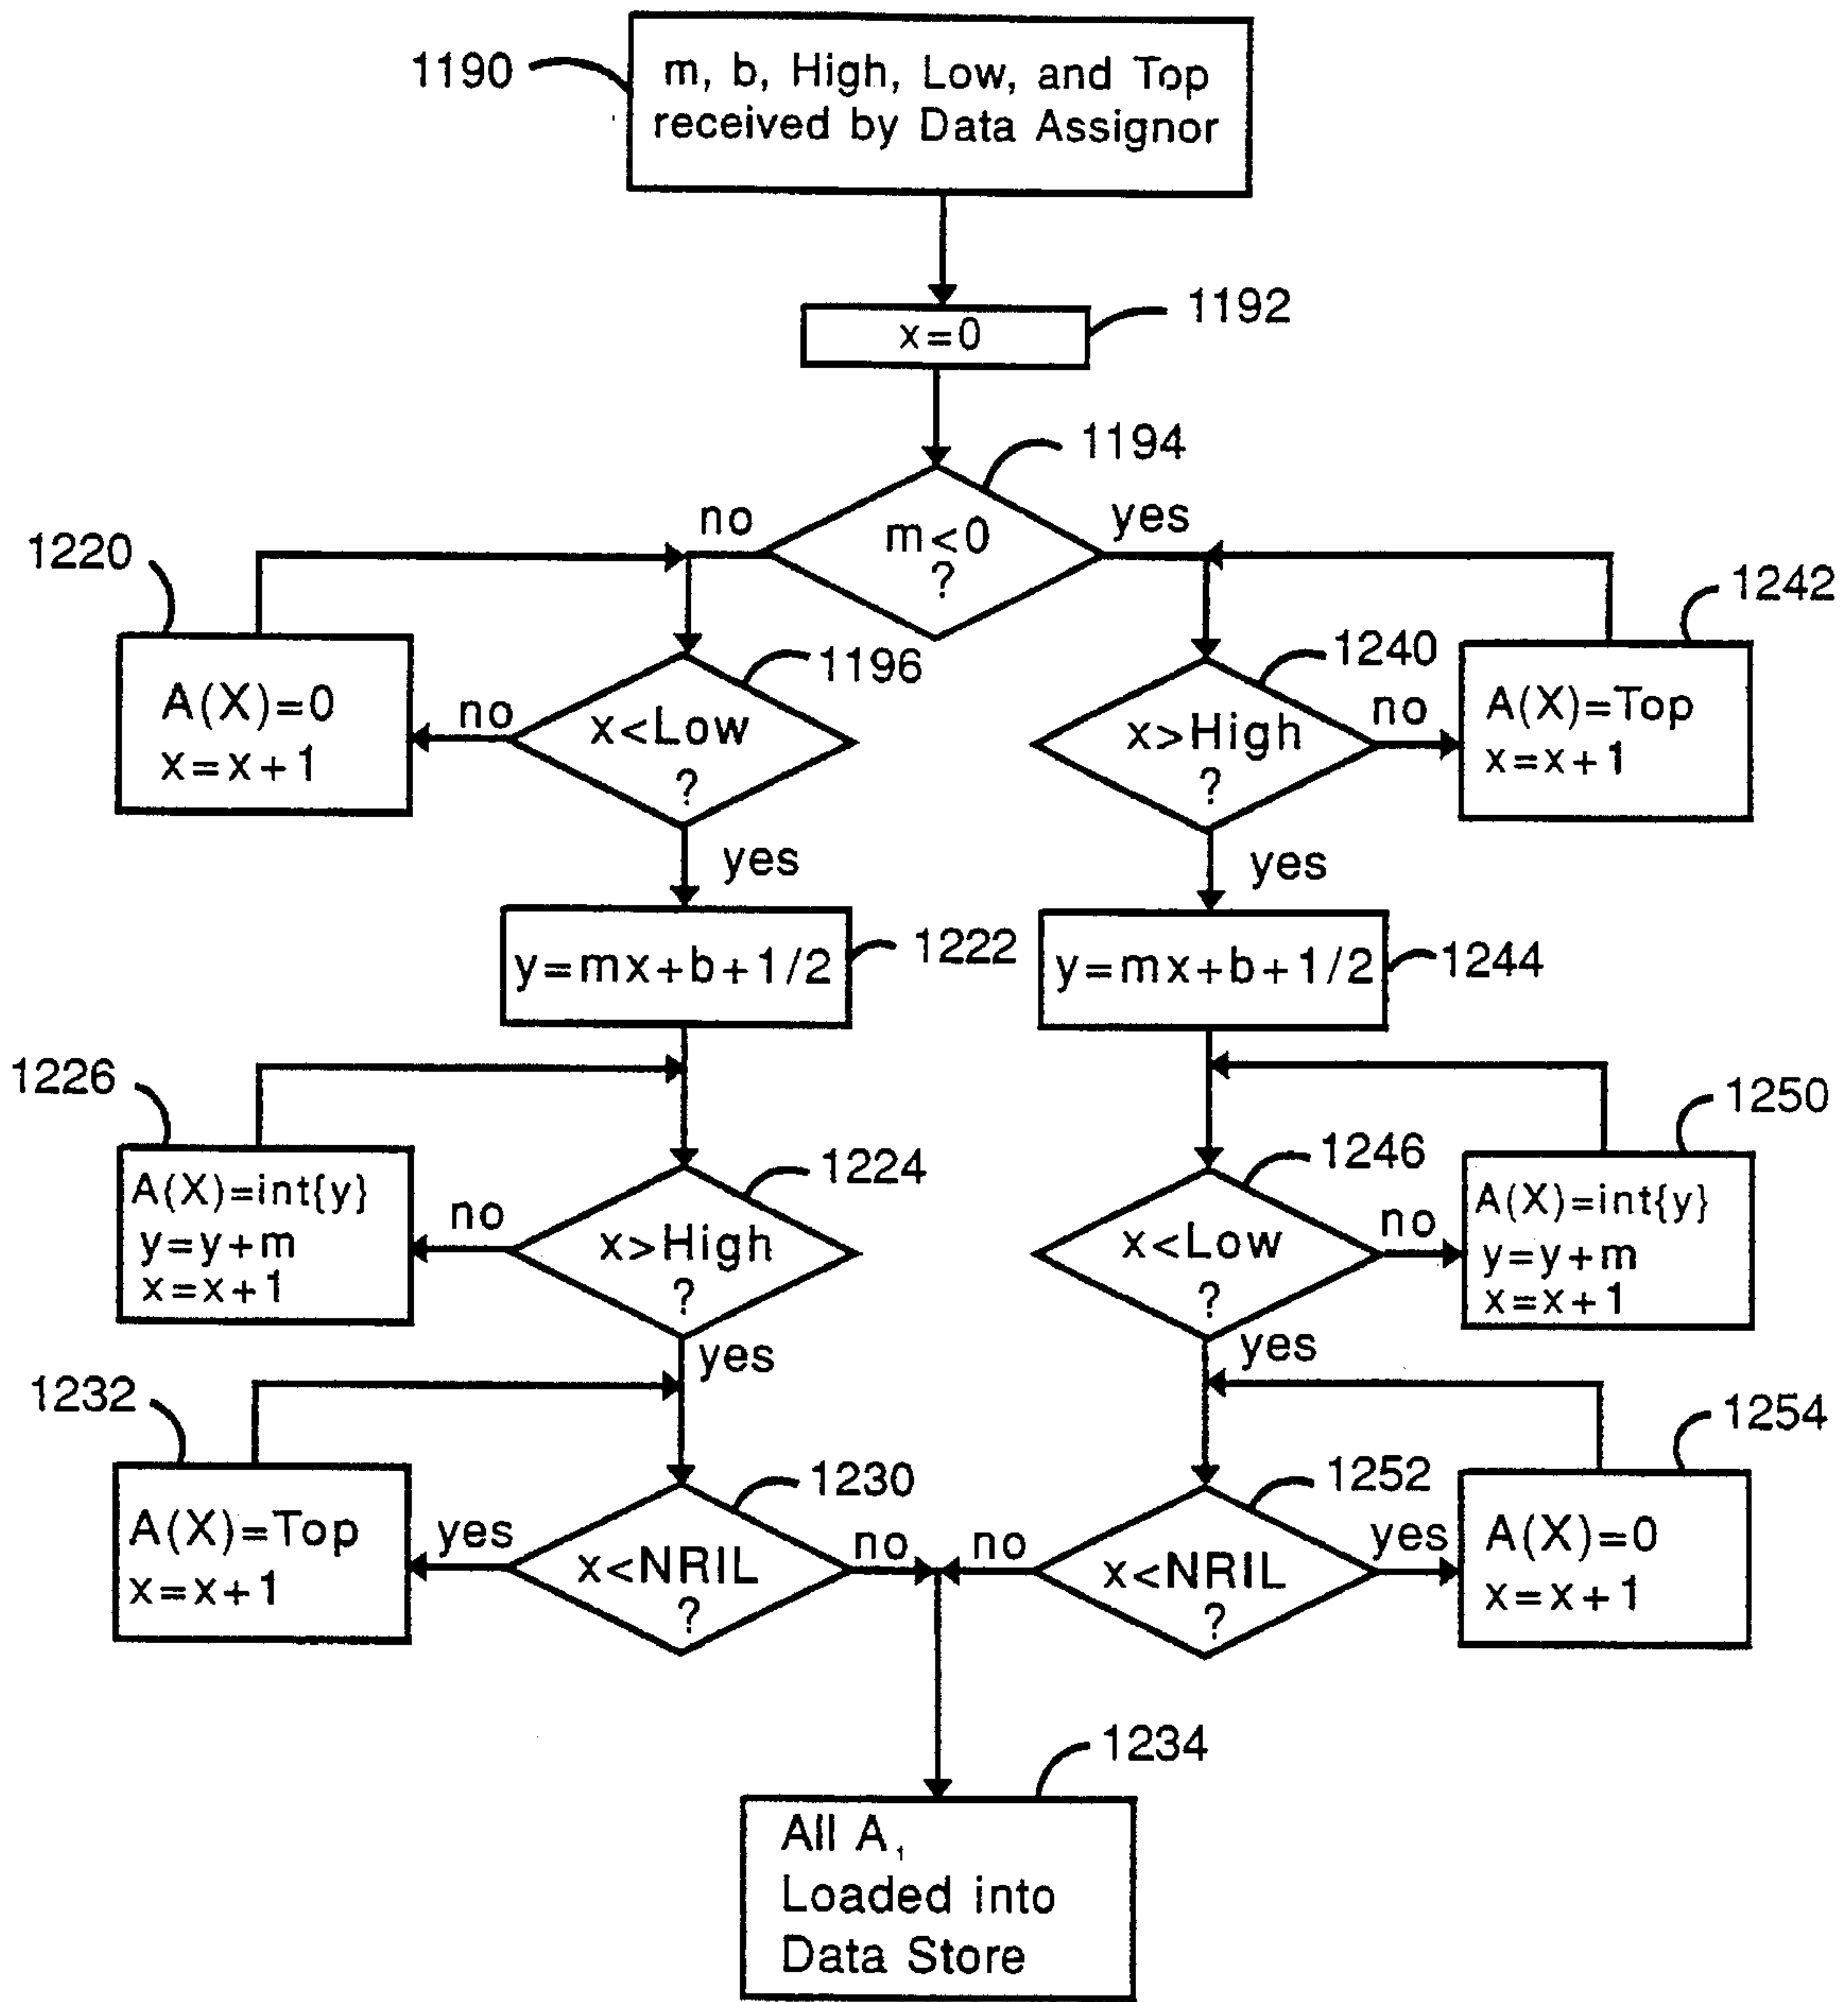 1190
m, b, High, Low, and Top
received by Data Assignor
1192
x=0
1194
no
m<0
?
yes
1220
A(X)=0
x=x+1
no
1196
x<Low
?
yes
1240
x>High
?
no
yes
1242
A(X)=Top
x=x+1
1222
y=mx+b+1/2
1244
y=mx+b+1/2
1226
A(X)=int{y}
y=y+m
x=x+1
no
1224
x>High
?
yes
1246
x<Low
?
no
yes
1250
A(X)=int{y}
y=y+m
x=x+1
1232
A(X)=Top
x=x+1
yes
1230
x<NRIL
?
no
no
1252
x<NRIL
?
yes
1254
A(X)=0
x=x+1
1234
All A,
Loaded into
Data Store